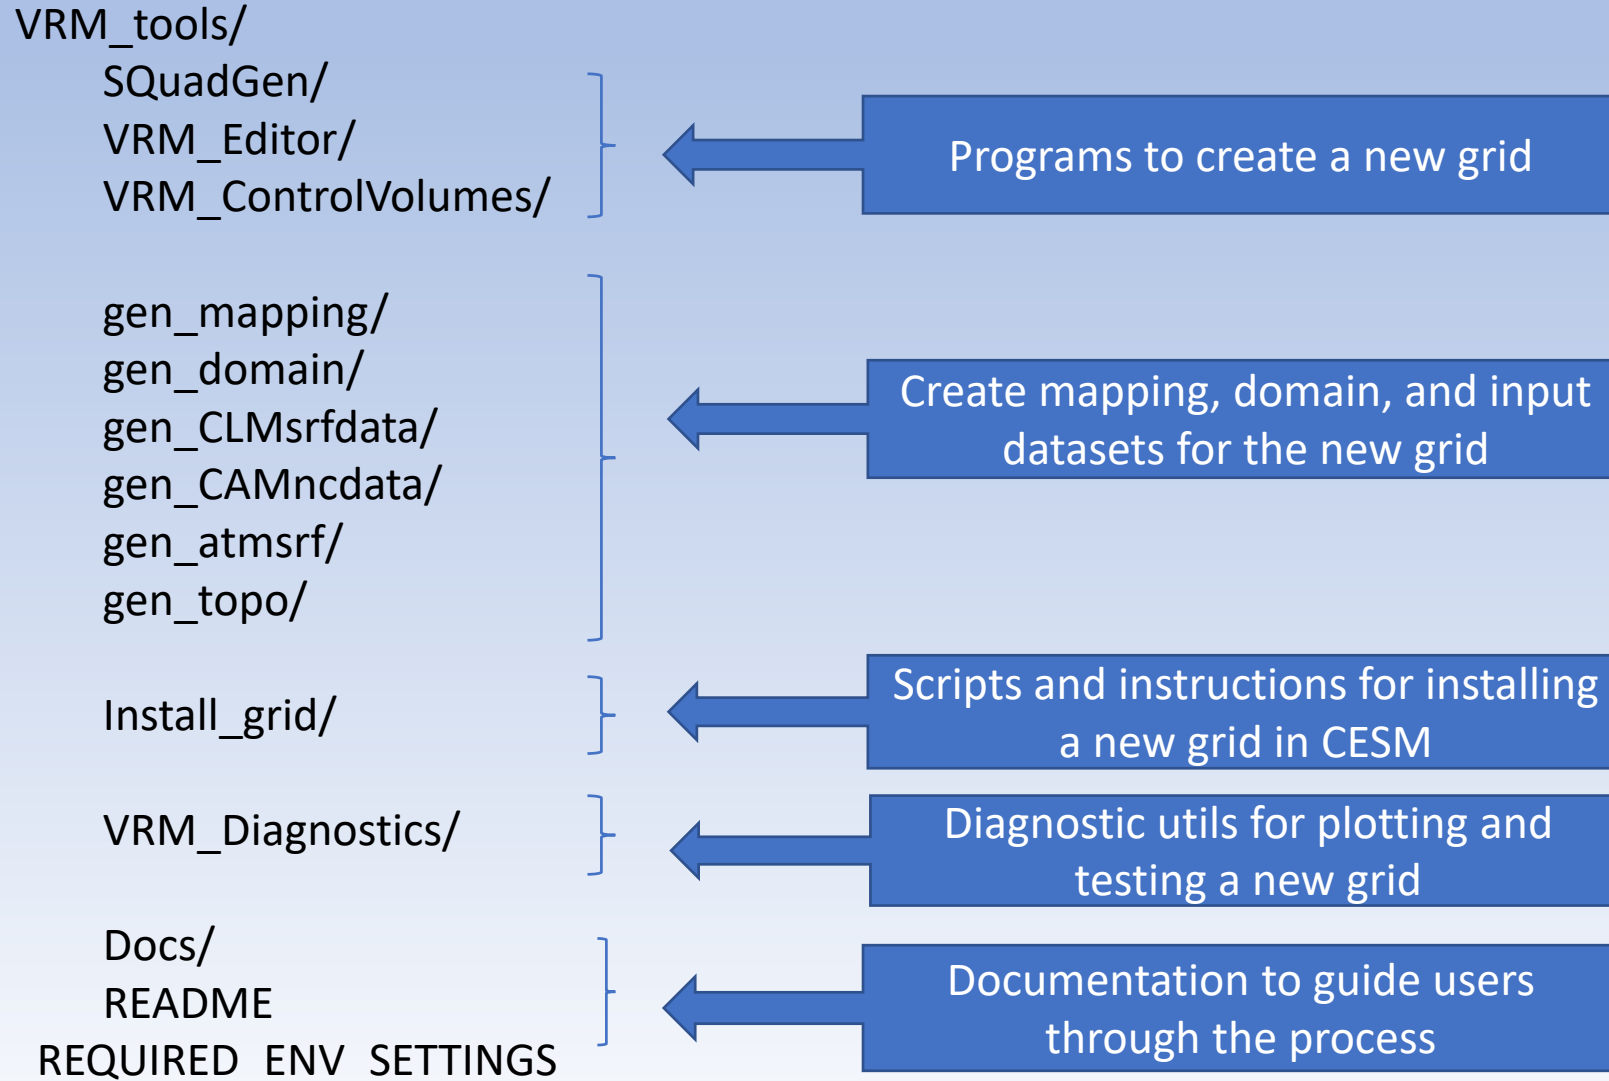 VRM_tools/
SQuadGen/
VRM_Editor/
VRM_ControlVolumes/
Programs to create a new grid
gen_mapping/
gen_domain/
gen_CLMsrfdata/
gen_CAMncdata/
gen_atmsrf/
gen_topo/
Create mapping, domain, and input
datasets for the new grid
Install_grid/
Scripts and instructions for installing
a new grid in CESM
VRM_Diagnostics/
Diagnostic utils for plotting and
testing a new grid
Docs/
README
REQUIRED_ENV_SETTINGS
Documentation to guide users
through the process